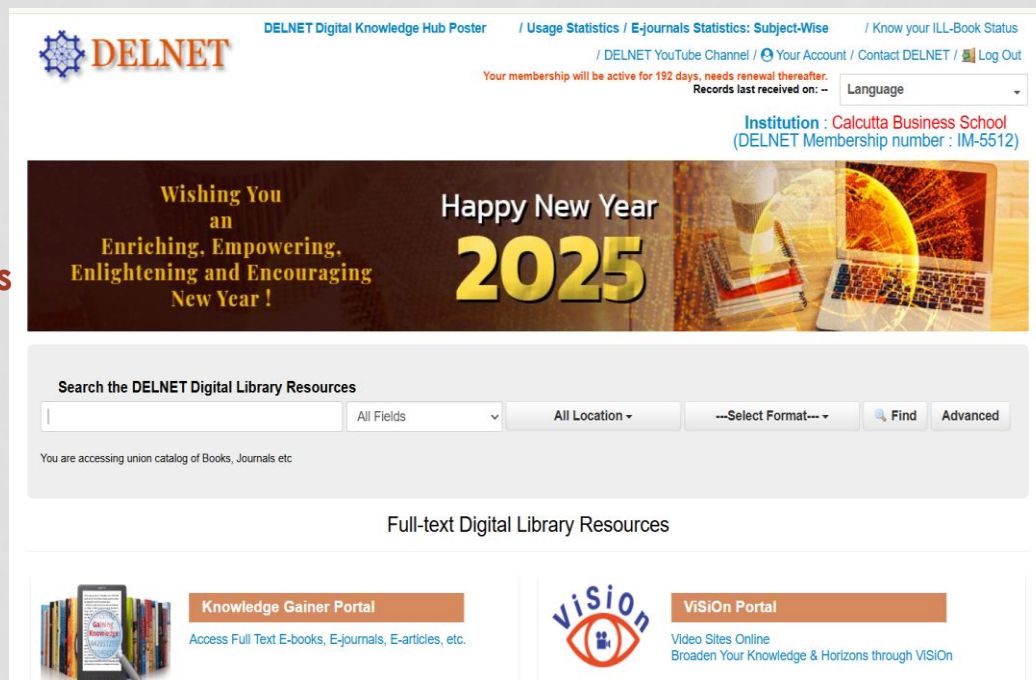 DELNET
DELNET Digital Knowledge Hub Poster / Usage Statistics / E-journals Statistics: Subject-Wise / Know your ILL-Book Status
/ DELNET YouTube Channel / Your Account / Contact DELNET / Log Out
Your membership will be active for 192 days, needs renewal thereafter.
Records last received on: --
Language
Institution : Calcutta Business School
(DELNET Membership number : IM-5512)
Wishing You
an
Enriching, Empowering,
Enlightening and Encouraging
New Year !
Happy New Year
2025
s
Search the DELNET Digital Library Resources
All Fields All Location ---Select Format--- Find Advanced
You are accessing union catalog of Books, Journals etc
Full-text Digital Library Resources
Gaining
Knowledge
Knowledge Gainer Portal
Access Full Text E-books, E-journals, E-articles, etc.
ViSiOn
ViSiOn Portal
Video Sites Online
Broaden Your Knowledge & Horizons through ViSiOn